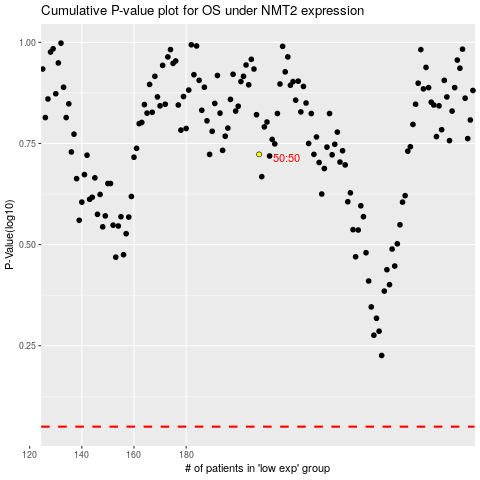 Cumulative P-value plot for OS under NMT2 expression
1.00
0.75
0.50
0.25
P-Value(log10)
50:50
120 140 160 180
# of patients in 'low exp' group